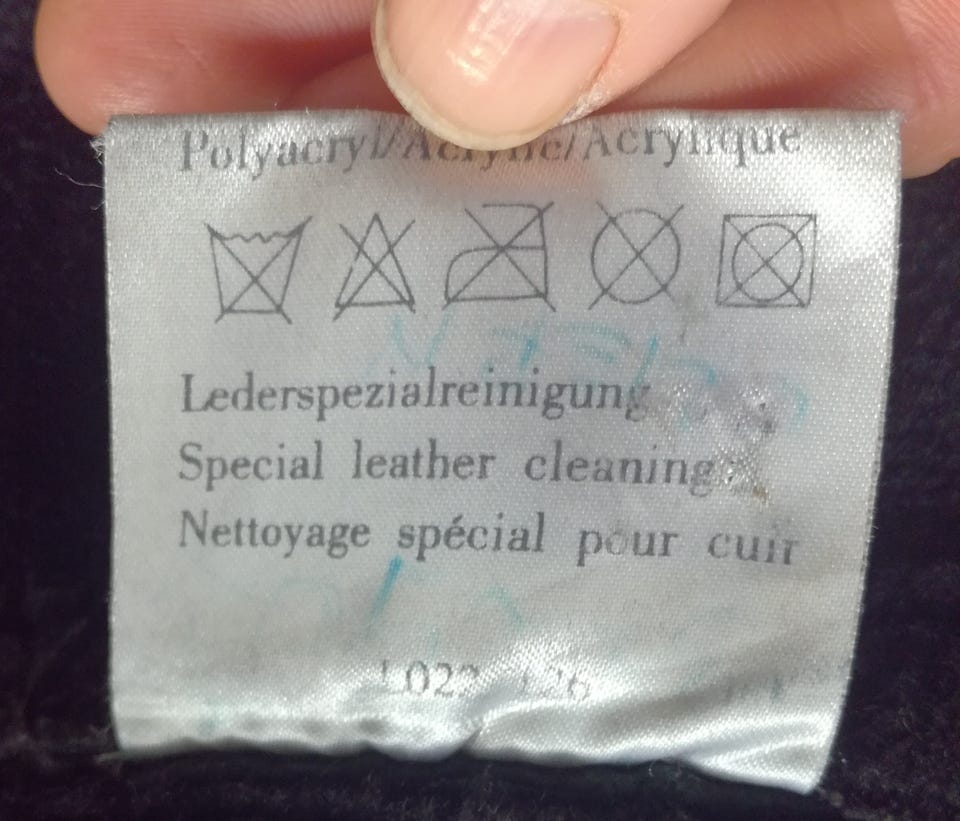 Polyacryl/Acrylic/Acrylique
Lederspezialreinigung
Special leather cleaning
Nettoyage spécial pour cuir